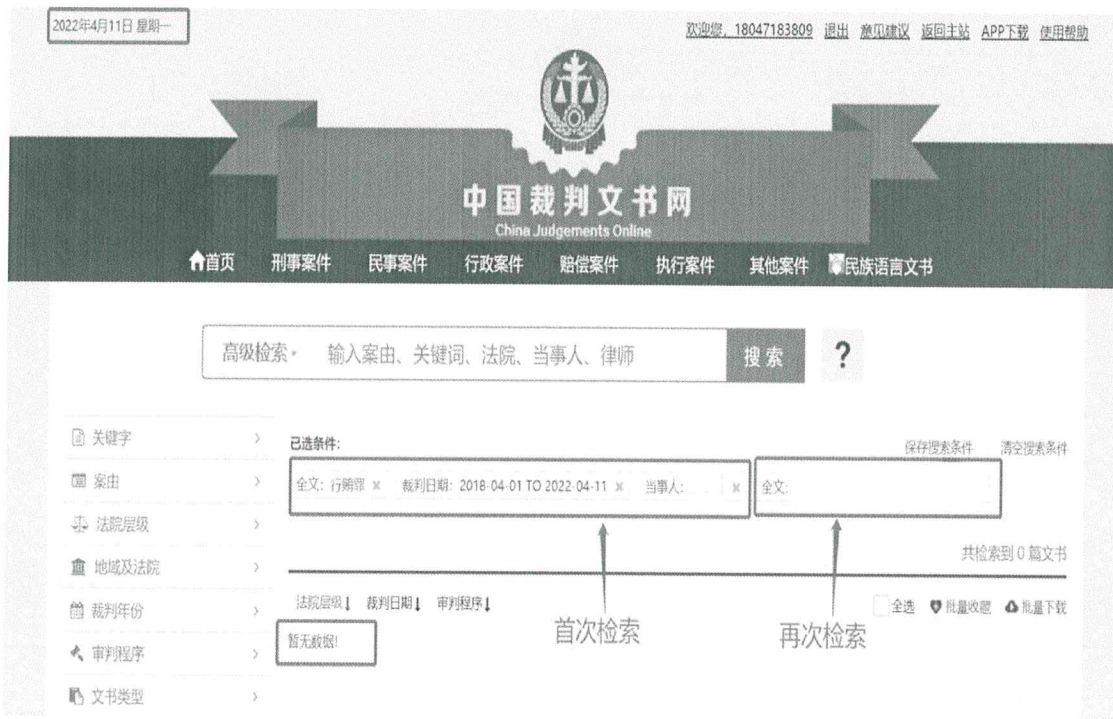 2022年4月11日 星期一
欢迎您，18047183809 退出 意见建议 返回主站 APP下载 使用帮助
中国裁判文书网
China Judgements Online
首页 刑事案件 民事案件 行政案件 赔偿案件 执行案件 其他案件 民族语言文书
高级检索 输入案由、关键词、法院、当事人、律师 搜索 ?
关键字
案由
法院层级
地域及法院
裁判年份
审判程序
文书类型
已选条件：
保存搜索条件 清空搜索条件
全文：行贿罪 × 裁判日期：2018-04-01 TO 2022-04-11 × 当事人： × 全文：
共检索到 0 篇文书
法院层级↓ 裁判日期↓ 审判程序↓
全选 批量收藏 批量下载
首次检索 再次检索
暂无数据!